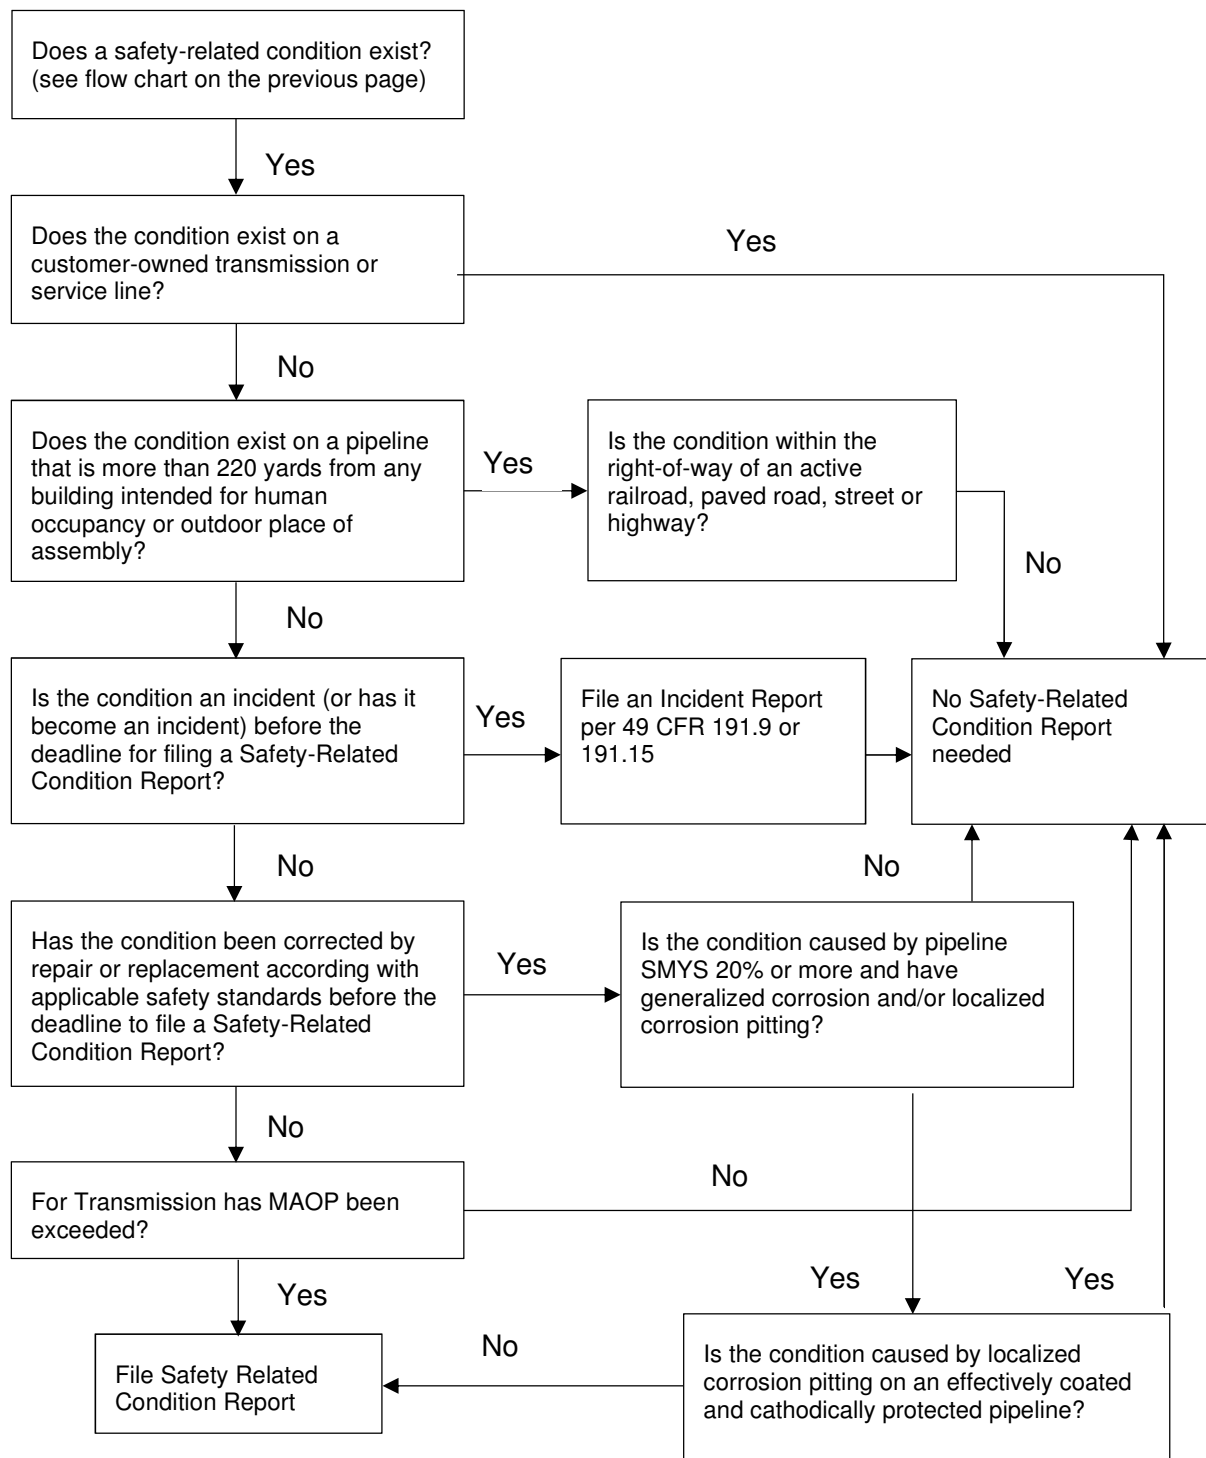 Does a safety-related condition exist?
(see flow chart on the previous page)
Yes
Does the condition exist on a
customer-owned transmission or
service line?
Yes
No
Does the condition exist on a pipeline
that is more than 220 yards from any
building intended for human
occupancy or outdoor place of
assembly?
Yes
Is the condition within the
right-of-way of an active
railroad, paved road, street or
highway?
No
No
Is the condition an incident (or has it
become an incident) before the
deadline for filing a Safety-Related
Condition Report?
Yes
File an Incident Report
per 49 CFR 191.9 or
191.15
No Safety-Related
Condition Report
needed
No
No
Has the condition been corrected by
repair or replacement according with
applicable safety standards before the
deadline to file a Safety-Related
Condition Report?
Yes
Is the condition caused by pipeline
SMYS 20% or more and have
generalized corrosion and/or localized
corrosion pitting?
No
For Transmission has MAOP been
exceeded?
No
Yes
Yes
Yes
File Safety Related
Condition Report
No
Is the condition caused by localized
corrosion pitting on an effectively coated
and cathodically protected pipeline?